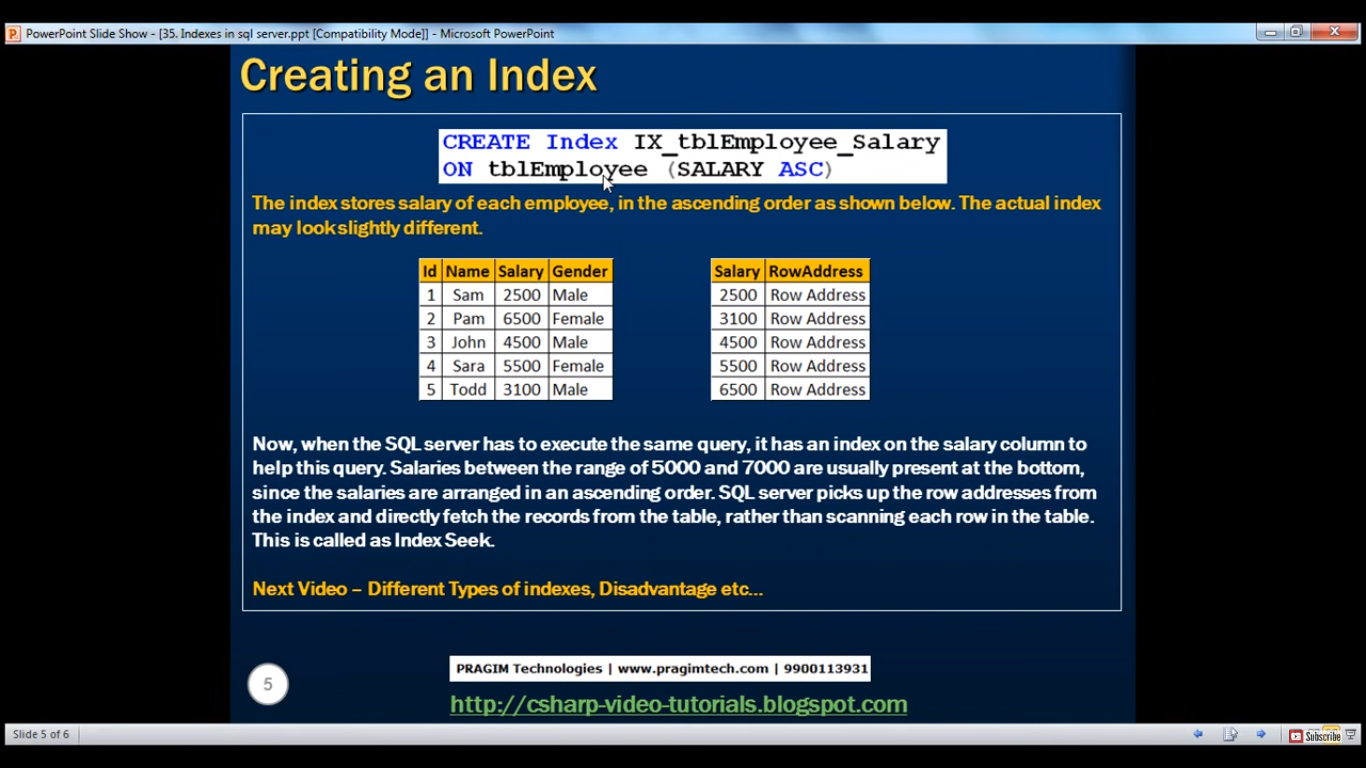 PowerPoint Slide Show - [35. Indexes in sql server.ppt [Compatibility Mode]] - Microsoft PowerPoint
Creating an Index
CREATE Index IX_tblEmployee_Salary
ON tblEmployee (SALARY ASC)
The index stores salary of each employee, in the ascending order as shown below. The actual index
may look slightly different.
Id Name Salary Gender
1 Sam 2500 Male
2 Pam 6500 Female
3 John 4500 Male
4 Sara 5500 Female
5 Todd 3100 Male
Salary RowAddress
2500 Row Address
3100 Row Address
4500 Row Address
5500 Row Address
6500 Row Address
Now, when the SQL server has to execute the same query, it has an index on the salary column to
help this query. Salaries between the range of 5000 and 7000 are usually present at the bottom,
since the salaries are arranged in an ascending order. SQL server picks up the row addresses from
the index and directly fetch the records from the table, rather than scanning each row in the table.
This is called as Index Seek.
Next Video – Different Types of indexes, Disadvantage etc...
PRAGIM Technologies | www.pragimtech.com | 9900113931
5
http://csharp-video-tutorials.blogspot.com
Slide 5 of 6
Subscribe